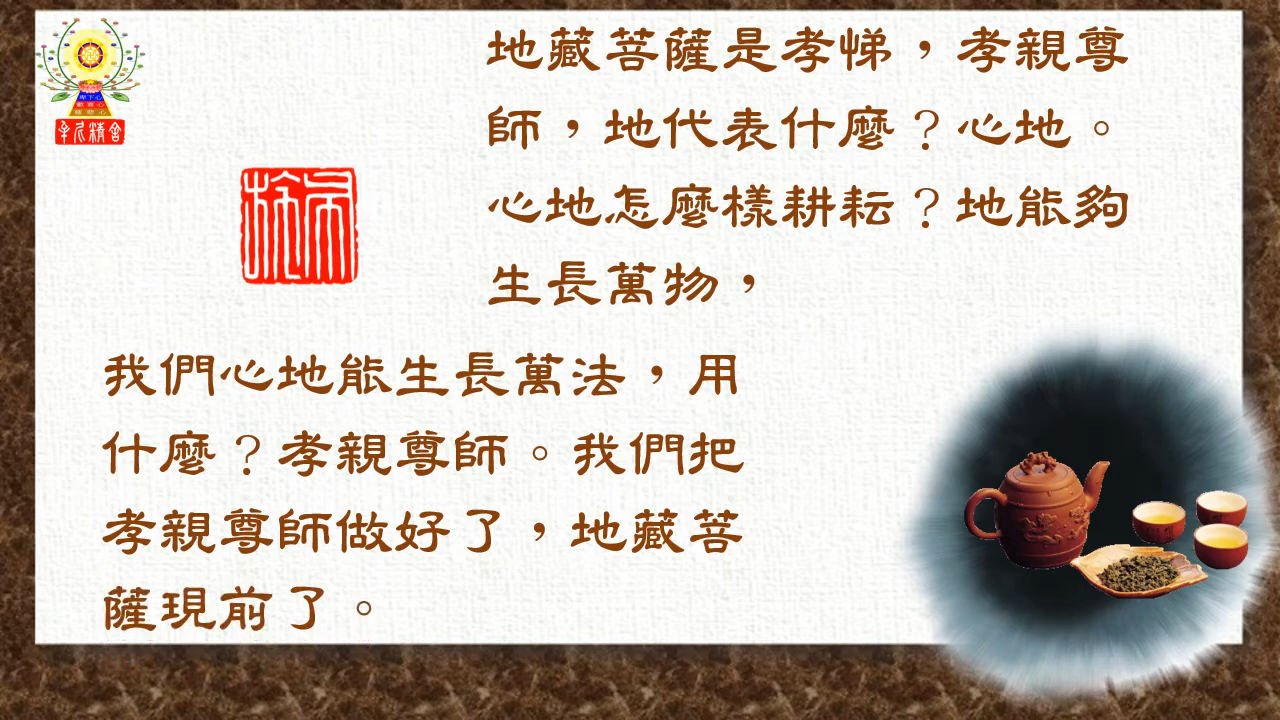 地藏菩薩是孝悌，孝親尊
師，地代表什麼？心地。
心地怎麼樣耕耘？地能夠
生長萬物，
我們心地能生長萬法，用
什麼？孝親尊師。我們把
孝親尊師做好了，地藏菩
薩現前了。